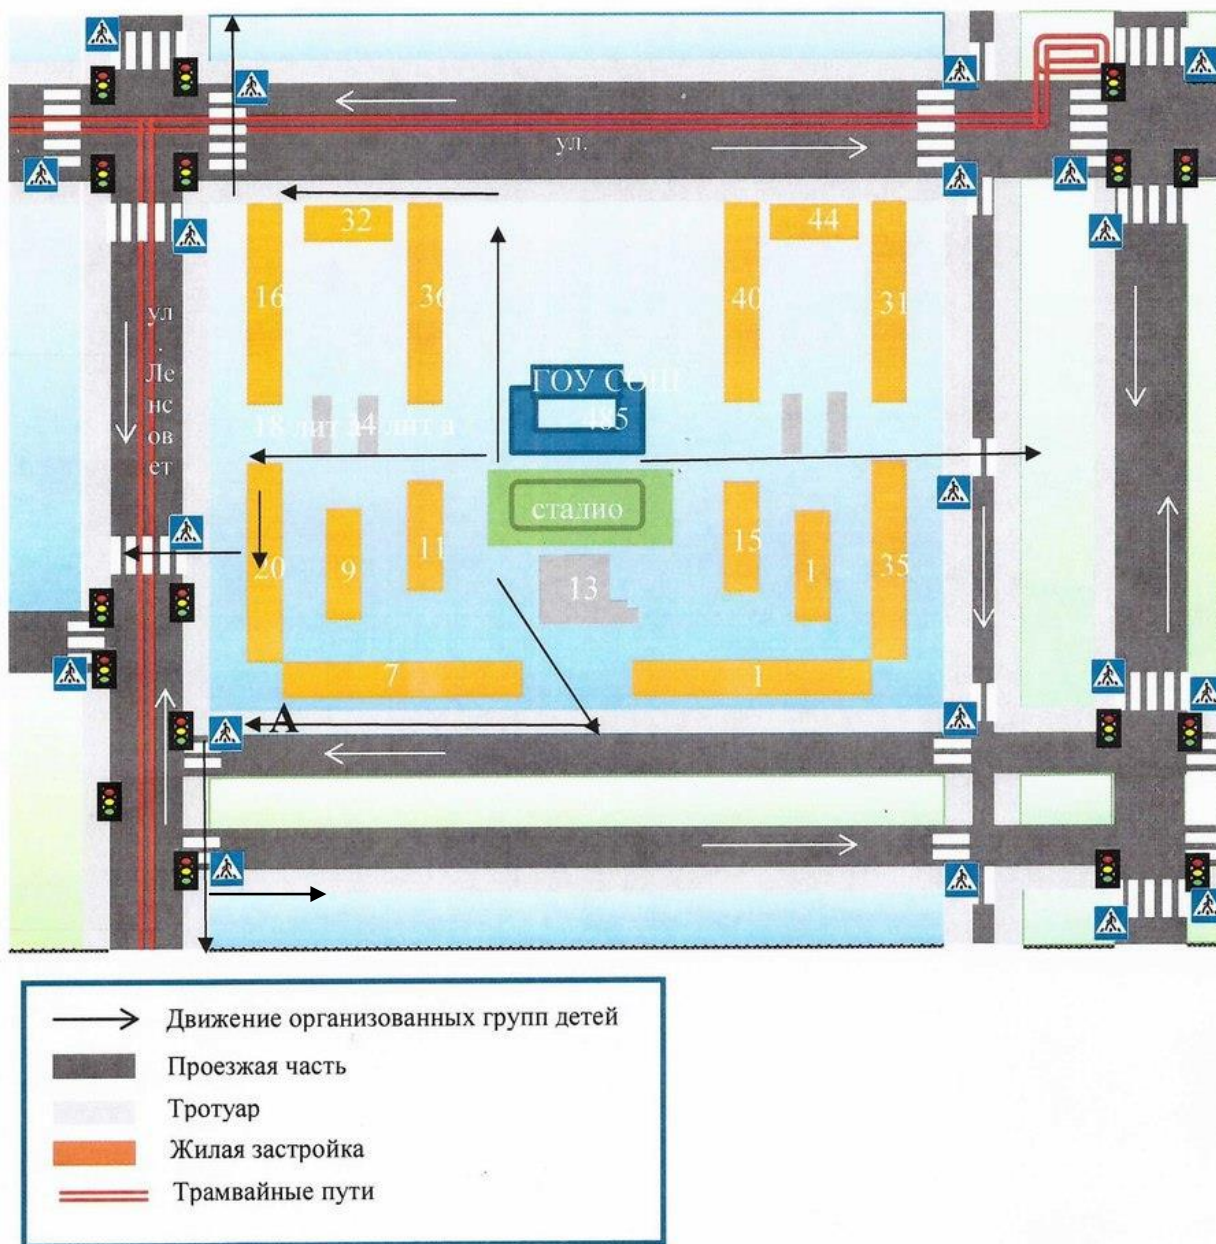 ул.
32
44
16
36
40
31
ул
.
Ле
нс
ов
ет
ГОУ СОШ
485
18 лит а4 лит а
стадио
20
9
11
15
1
35
13
7
1
А
Движение организованных групп детей
Проезжая часть
Тротуар
Жилая застройка
Трамвайные пути